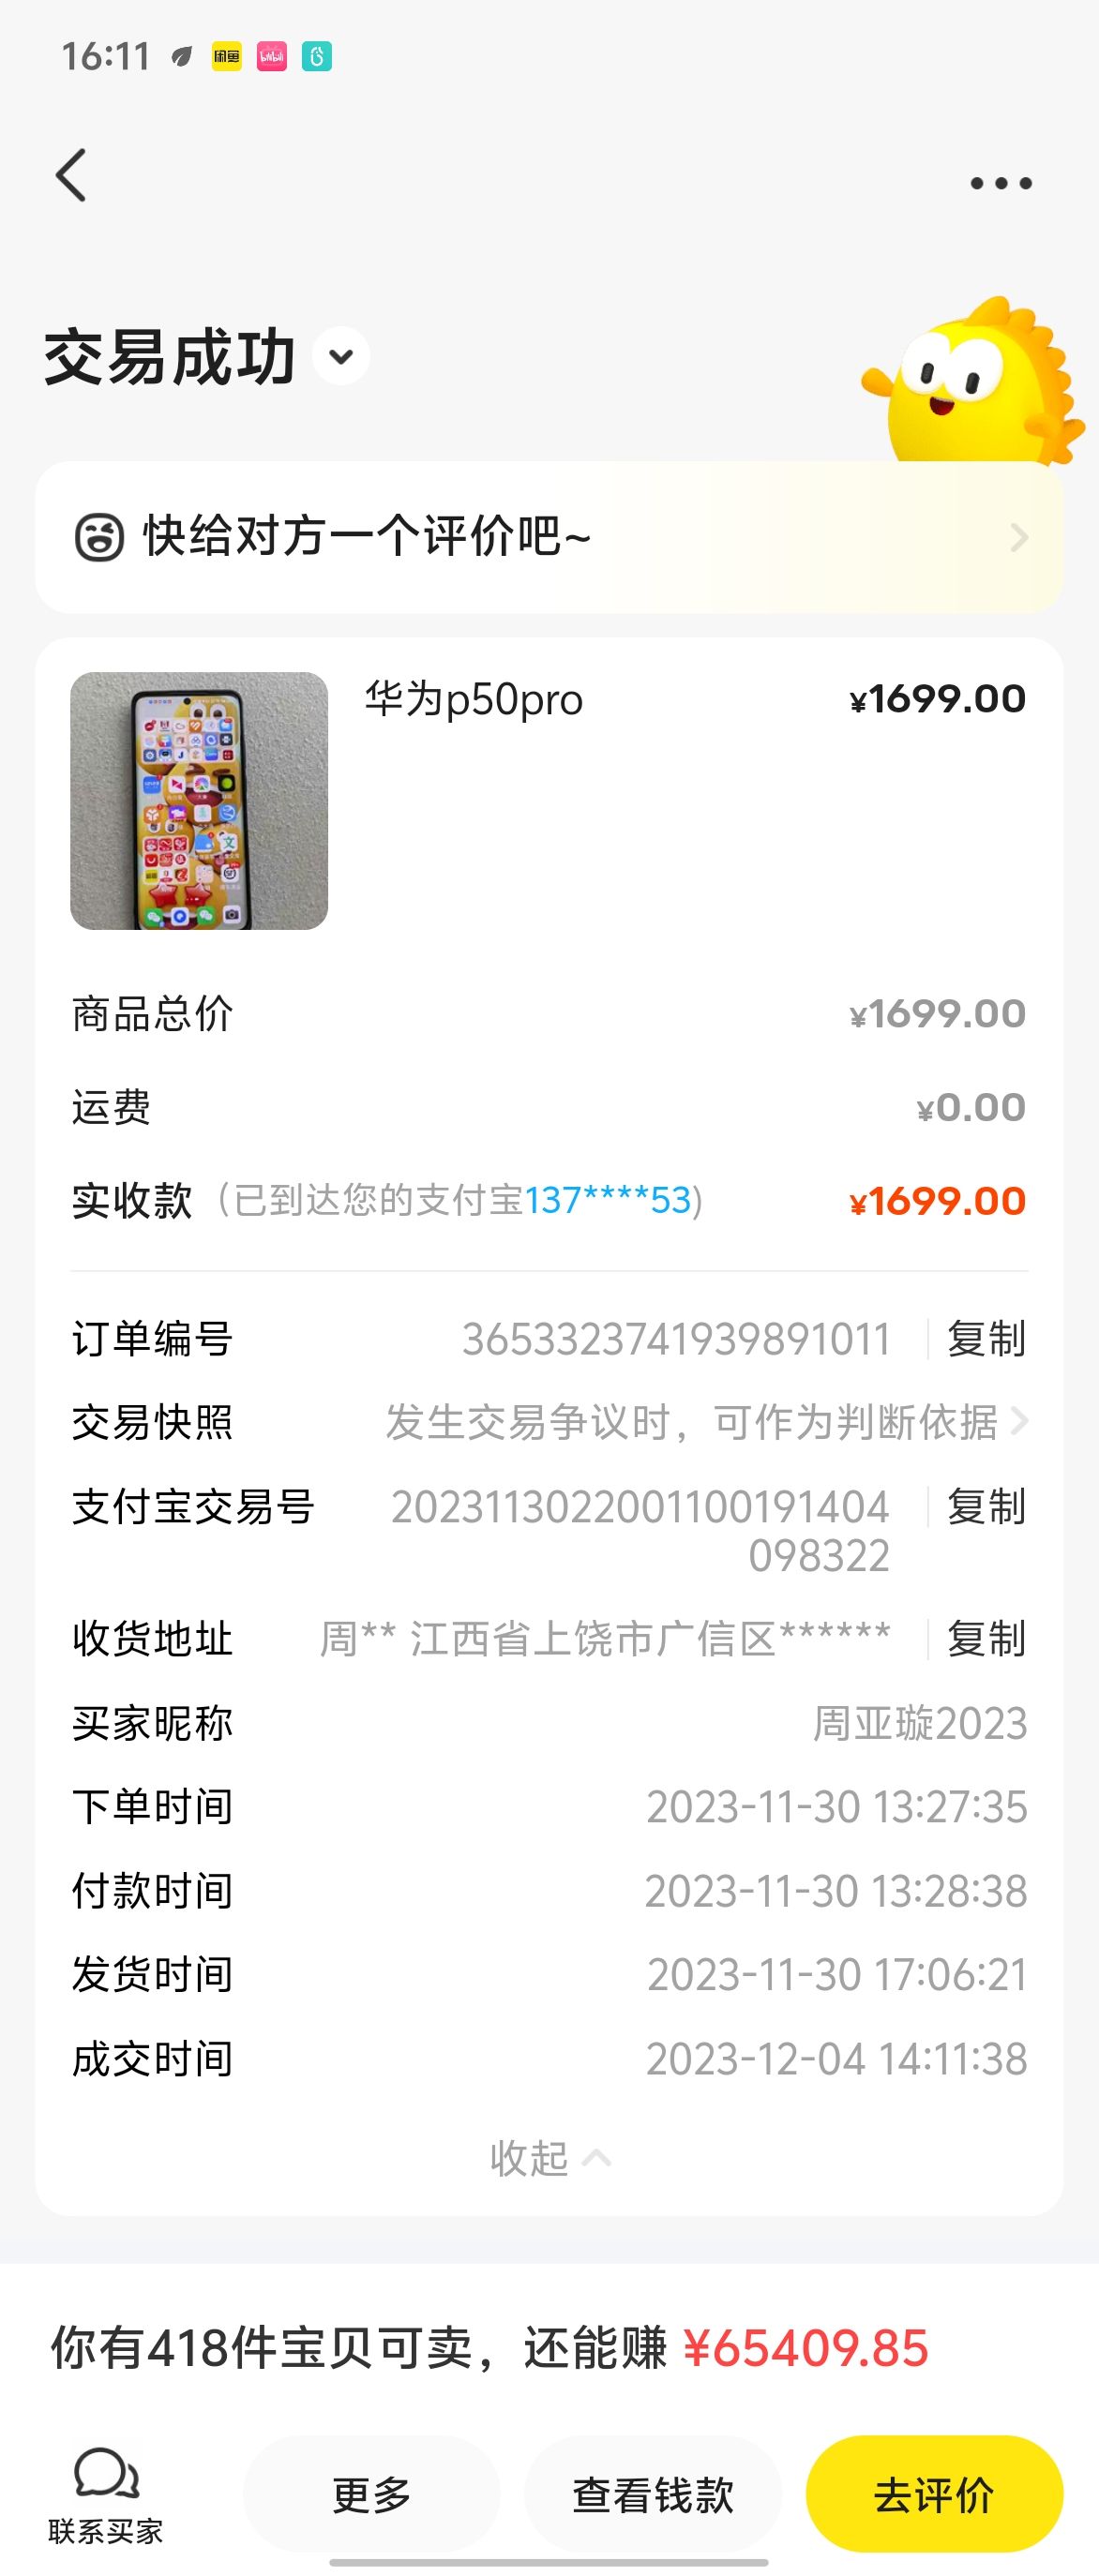 16:11 闲鱼 bilibili
交易成功
快给对方一个评价吧~
华为p50pro ¥1699.00
商品总价 ¥1699.00
运费 ¥0.00
实收款（已到达您的支付宝137****53) ¥1699.00
订单编号 3653323741939891011 复制
交易快照 发生交易争议时，可作为判断依据
支付宝交易号 2023113022001100191404 复制
098322
收货地址 周** 江西省上饶市广信区****** 复制
买家昵称 周亚璇2023
下单时间 2023-11-30 13:27:35
付款时间 2023-11-30 13:28:38
发货时间 2023-11-30 17:06:21
成交时间 2023-12-04 14:11:38
收起
你有418件宝贝可卖，还能赚 ¥65409.85
联系买家 更多 查看钱款 去评价